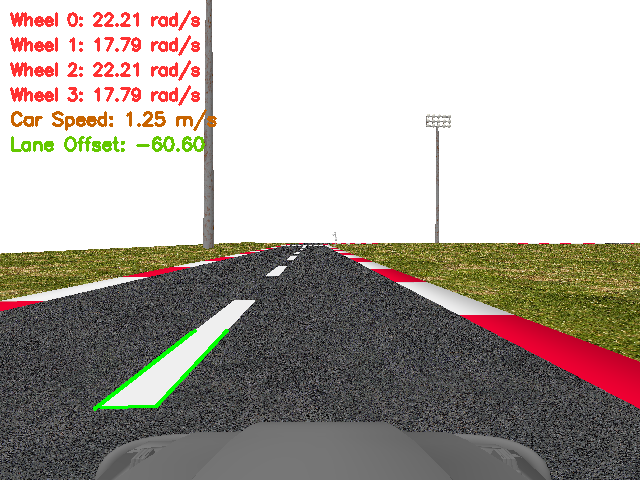 Wheel 0: 22.21 rad/s
Wheel 1: 17.79 rad/s
Wheel 2: 22.21 rad/s
Wheel 3: 17.79 rad/s
Car Speed: 1.25 m/s
Lane Offset: -60.60